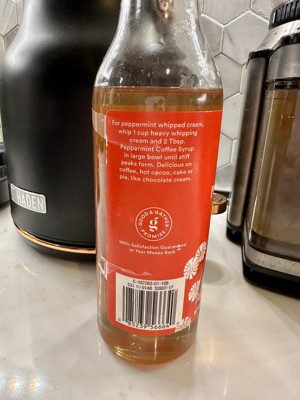 For peppermint whipped cream,
whip 1 cup heavy whipping
cream and 2 Tbsp.
Peppermint Coffee Syrup
in large bowl until stiff
peaks form. Delicious on
coffee, hot cocoa, cake or
pie, like chocolate cream.
GOOD & GATHER
g
PROMISE
100% Satisfaction Guaranteed
or Your Money Back
HADEN